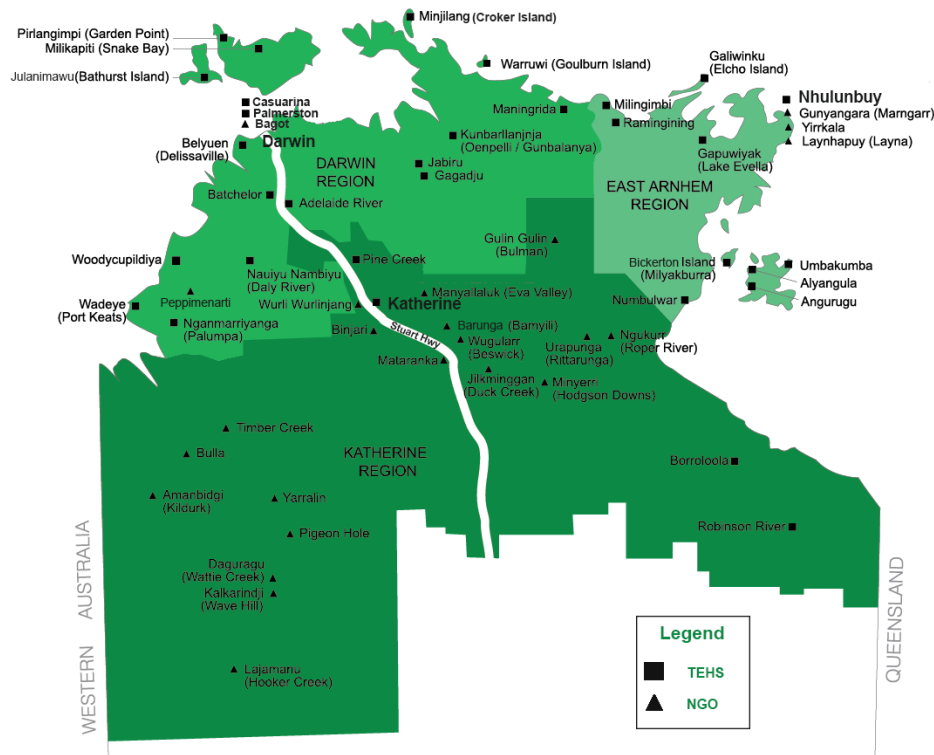 Minjilang (Croker Island)
Pirlangimpi (Garden Point)
Milikapiti (Snake Bay)
Julanimawu (Bathurst Island)
Warruwi (Goulburn Island)
Galiwinku
(Elcho Island)
Casuarina
Palmerston
Bagot
Darwin
Belyuen
(Delissaville)
Maningrida
Milingimbi
Ramingining
Nhulunbuy
Gunyangara (Marngarr)
Yirrkala
Laynhapuy (Layna)
Kunbarllanjnja
(Oenpelli / Gunbalanya)
Gapuwiyak
(Lake Evella)
DARWIN
REGION
Jabiru
Gagadju
EAST ARNHEM
REGION
Batchelor
Adelaide River
Gulin Gulin
(Bulman)
Woodycupildiya
Nauiyu Nambiyu
(Daly River)
Pine Creek
Bickerton Island
(Milyakburra)
Umbakumba
Alyangula
Angurugu
Peppimenarti
Wurli Wurlinjang
Manyallaluk (Eva Valley)
Katherine
Numbulwar
Wadeye
(Port Keats)
Nganmarriyanga
(Palumpa)
Binjari
Stuart Hwy
Barunga (Bamyili)
Wugularr
(Beswick)
Urapunga
(Rittarunga)
Ngukurr
(Roper River)
Mataranka
Jilkminggan
(Duck Creek)
Minyerri
(Hodgson Downs)
Timber Creek
Bulla
KATHERINE
REGION
Borroloola
Amanbidgi
(Kildurk)
Yarralin
Pigeon Hole
Robinson River
Daguragu
(Wattie Creek)
Kalkarindji
(Wave Hill)
Lajamanu
(Hooker Creek)
WESTERN AUSTRALIA
QUEENSLAND
Legend
TEHS
NGO